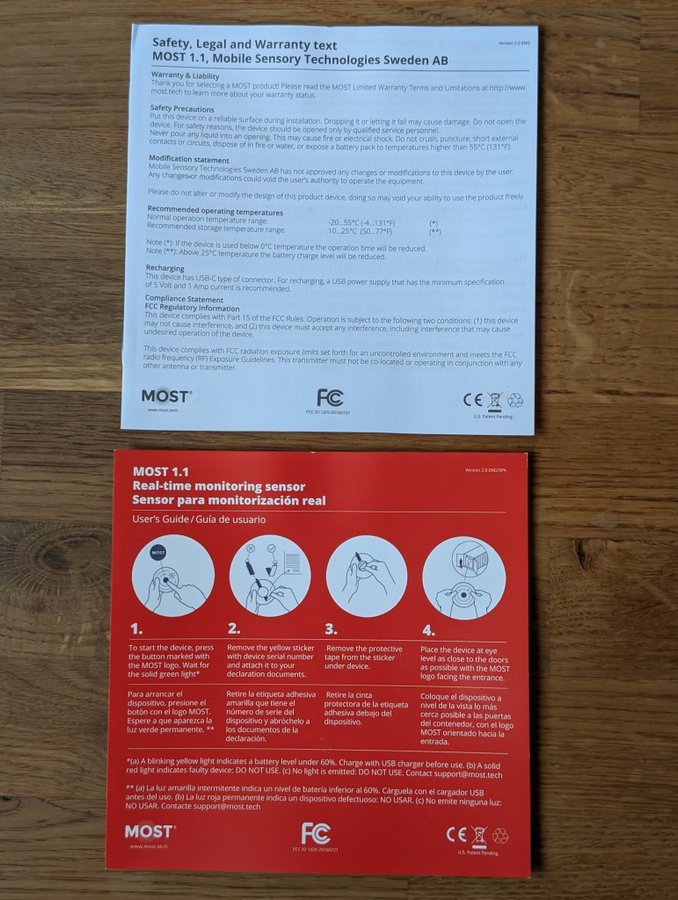 Safety, Legal and Warranty text
Version 2.0 ENG
MOST 1.1, Mobile Sensory Technologies Sweden AB
Warranty & Liability
Thank you for selecting a MOST product! Please read the MOST Limited Warranty Terms and Limitations at http://www.
most.tech to learn more about your warranty status.
Safety Precautions
Put this device on a reliable surface during installation. Dropping it or letting it fall may cause damage. Do not open the
device. For safety reasons, the device should be opened only by qualified service personnel.
Never pour any liquid into an opening. This may cause fire or electrical shock. Do not crush, puncture, short external
contacts or circuits, dispose of in fire or water, or expose a battery pack to temperatures higher than 55°C (131°F).
Modification statement
Mobile Sensory Technologies Sweden AB has not approved any changes or modifications to this device by the user.
Any changes or modifications could void the user's authority to operate the equipment.
Please do not alter or modify the design of this product device, doing so may void your ability to use the product freely.
Recommended operating temperatures
Normal operation temperature range: -20...55°C (-4...131°F) (*)
Recommended storage temperature range: 10...25°C (50...77°F) (**)
Note (*): If the device is used below 0°C temperature the operation time will be reduced.
Note (**): Above 25°C temperature the battery charge level will be reduced.
Recharging
This device has USB-C type of connector. For recharging, a USB power supply that has the minimum specification
of 5 Volt and 1 Amp current is recommended.
Compliance Statement
FCC Regulatory information
This device complies with Part 15 of the FCC Rules. Operation is subject to the following two conditions: (1) this device
may not cause interference, and (2) this device must accept any interference, including interference that may cause
undesired operation of the device.
This device complies with FCC radiation exposure limits set forth for an uncontrolled environment and meets the FCC
radio frequency (RF) Exposure Guidelines. This transmitter must not be co-located or operating in conjunction with any
other antenna or transmitter.
MOST®
www.most.tech
FC
FCC ID: UDV-20160721
CE
U.S. Patent Pending
MOST 1.1
Version 2.0 ENG/SPA
Real-time monitoring sensor
Sensor para monitorización real
User's Guide / Guía de usuario
MOST
1.
To start the device, press
the button marked with
the MOST logo. Wait for
the solid green light*
Para arrancar el
dispositivo, presione el
botón con el logo MOST.
Espere a que aparezca la
luz verde permanente. **
2.
Remove the yellow sticker
with device serial number
and attach it to your
declaration documents.
Retire la etiqueta adhesiva
amarilla que tiene el
número de serie del
dispositivo y abróchelo a
los documentos de la
declaración.
3.
Remove the protective
tape from the sticker
under device.
Retire la cinta
protectora de la etiqueta
adhesiva debajo del
dispositivo.
4.
Place the device at eye
level as close to the doors
as possible with the MOST
logo facing the entrance.
Coloque el dispositivo a
nivel de la vista lo más
cerca posible a las puertas
del contenedor, con el logo
MOST orientado hacia la
entrada.
*(a) A blinking yellow light indicates a battery level under 60%. Charge with USB charger before use. (b) A solid
red light indicates faulty device: DO NOT USE. (c) No light is emitted: DO NOT USE. Contact support@most.tech
** (a) La luz amarilla intermitente indica un nivel de batería inferior al 60%. Cárguela con el cargador USB
antes del uso. (b) La luz roja permanente indica un dispositivo defectuoso: NO USAR. (c) No emite ninguna luz:
NO USAR. Contacte support@most.tech
MOST®
www.most.tech
FC
FCC ID: UDV-20160721
CE
U.S. Patent Pending